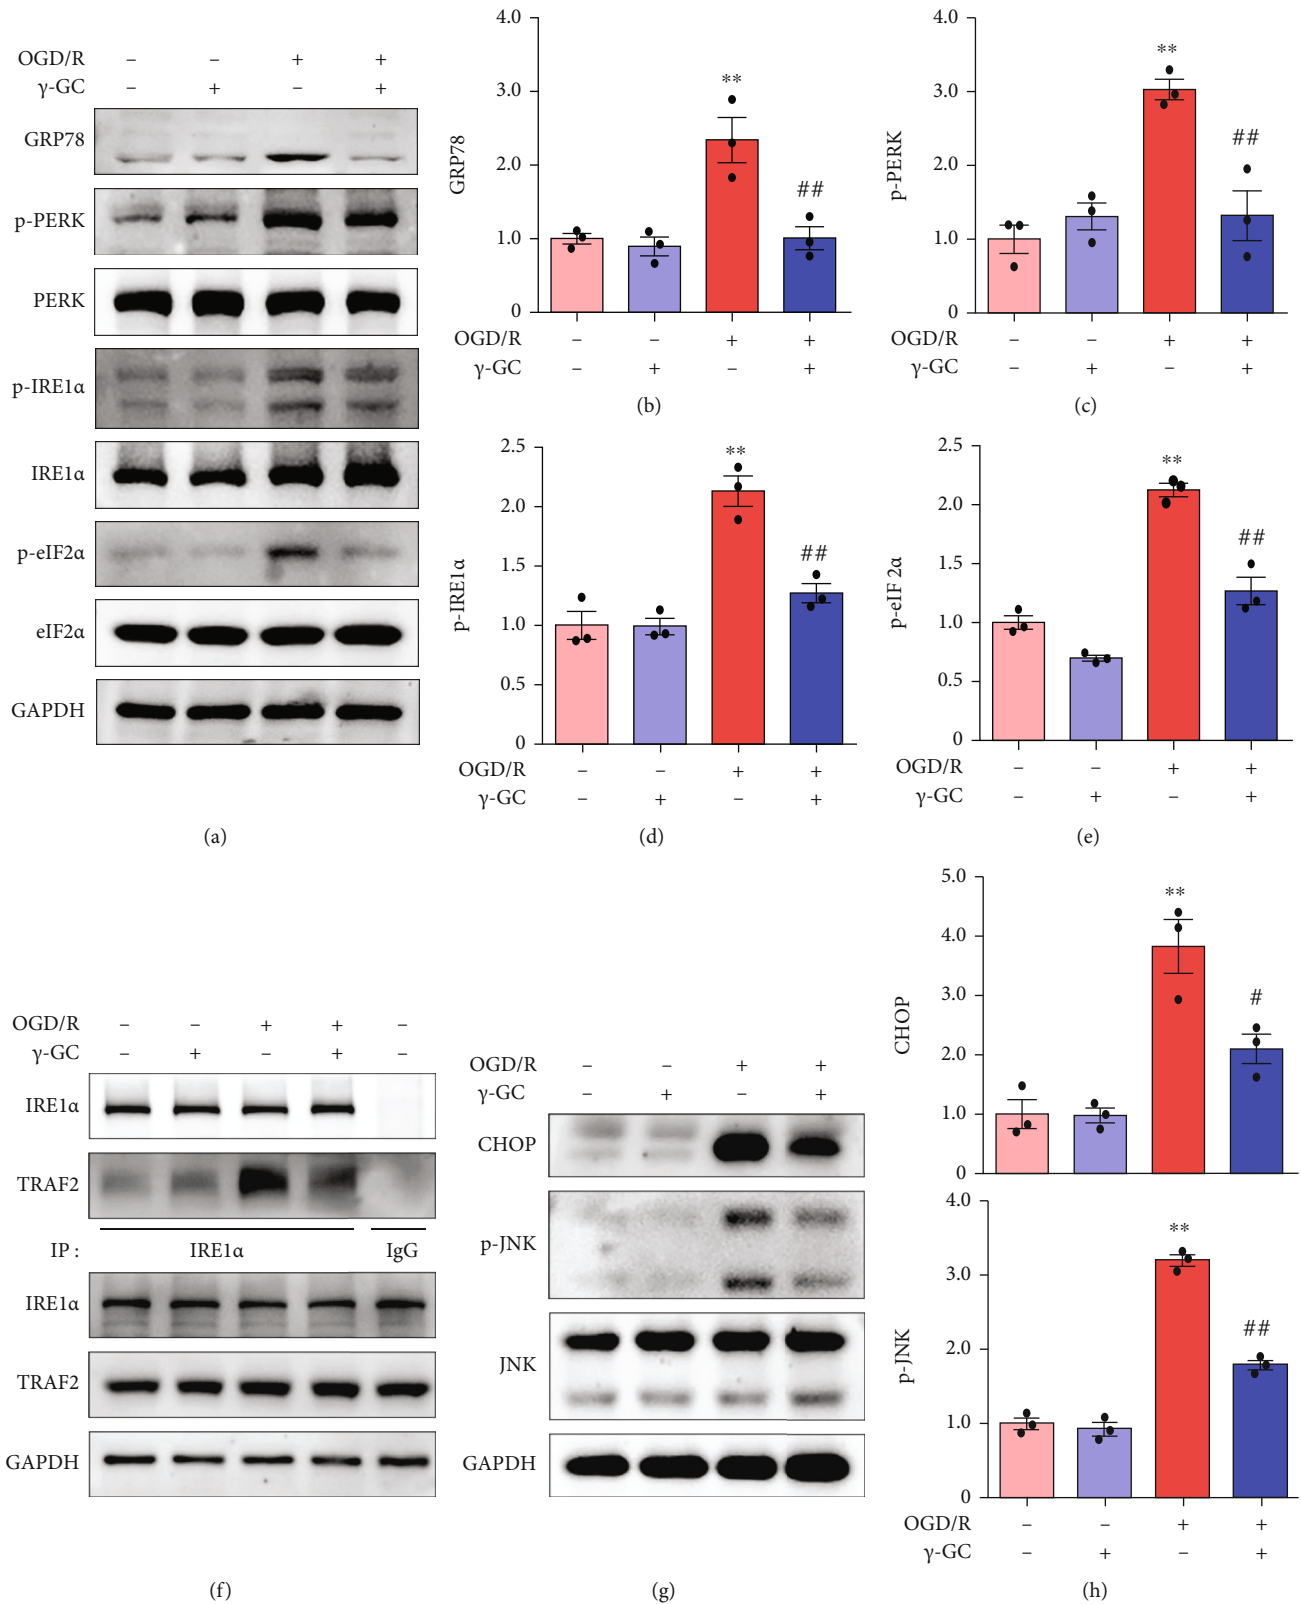 OGD/R – – + +
γ-GC – + – +
GRP78
p-PERK
PERK
p-IRE1α
IRE1α
p-eIF2α
eIF2α
GAPDH
(a)
4.0
3.0
2.0
1.0
0
GRP78
**
##
OGD/R – – + +
γ-GC – + – +
(b)
4.0
3.0
2.0
1.0
0
p-PERK
**
##
OGD/R – – + +
γ-GC – + – +
(c)
2.5
2.0
1.5
1.0
0.5
0
p-IRE1α
**
##
OGD/R – – + +
γ-GC – + – +
(d)
2.5
2.0
1.5
1.0
0.5
0
p-eIF 2α
**
##
OGD/R – – + +
γ-GC – + – +
(e)
OGD/R – – + + –
γ-GC – + – + –
IRE1α
TRAF2
IP : IRE1α IgG
IRE1α
TRAF2
GAPDH
(f)
OGD/R – – + +
γ-GC – + – +
CHOP
p-JNK
JNK
GAPDH
(g)
5.0
4.0
3.0
2.0
1.0
0
CHOP
**
#
4.0
3.0
2.0
1.0
0
p-JNK
**
##
OGD/R – – + +
γ-GC – + – +
(h)